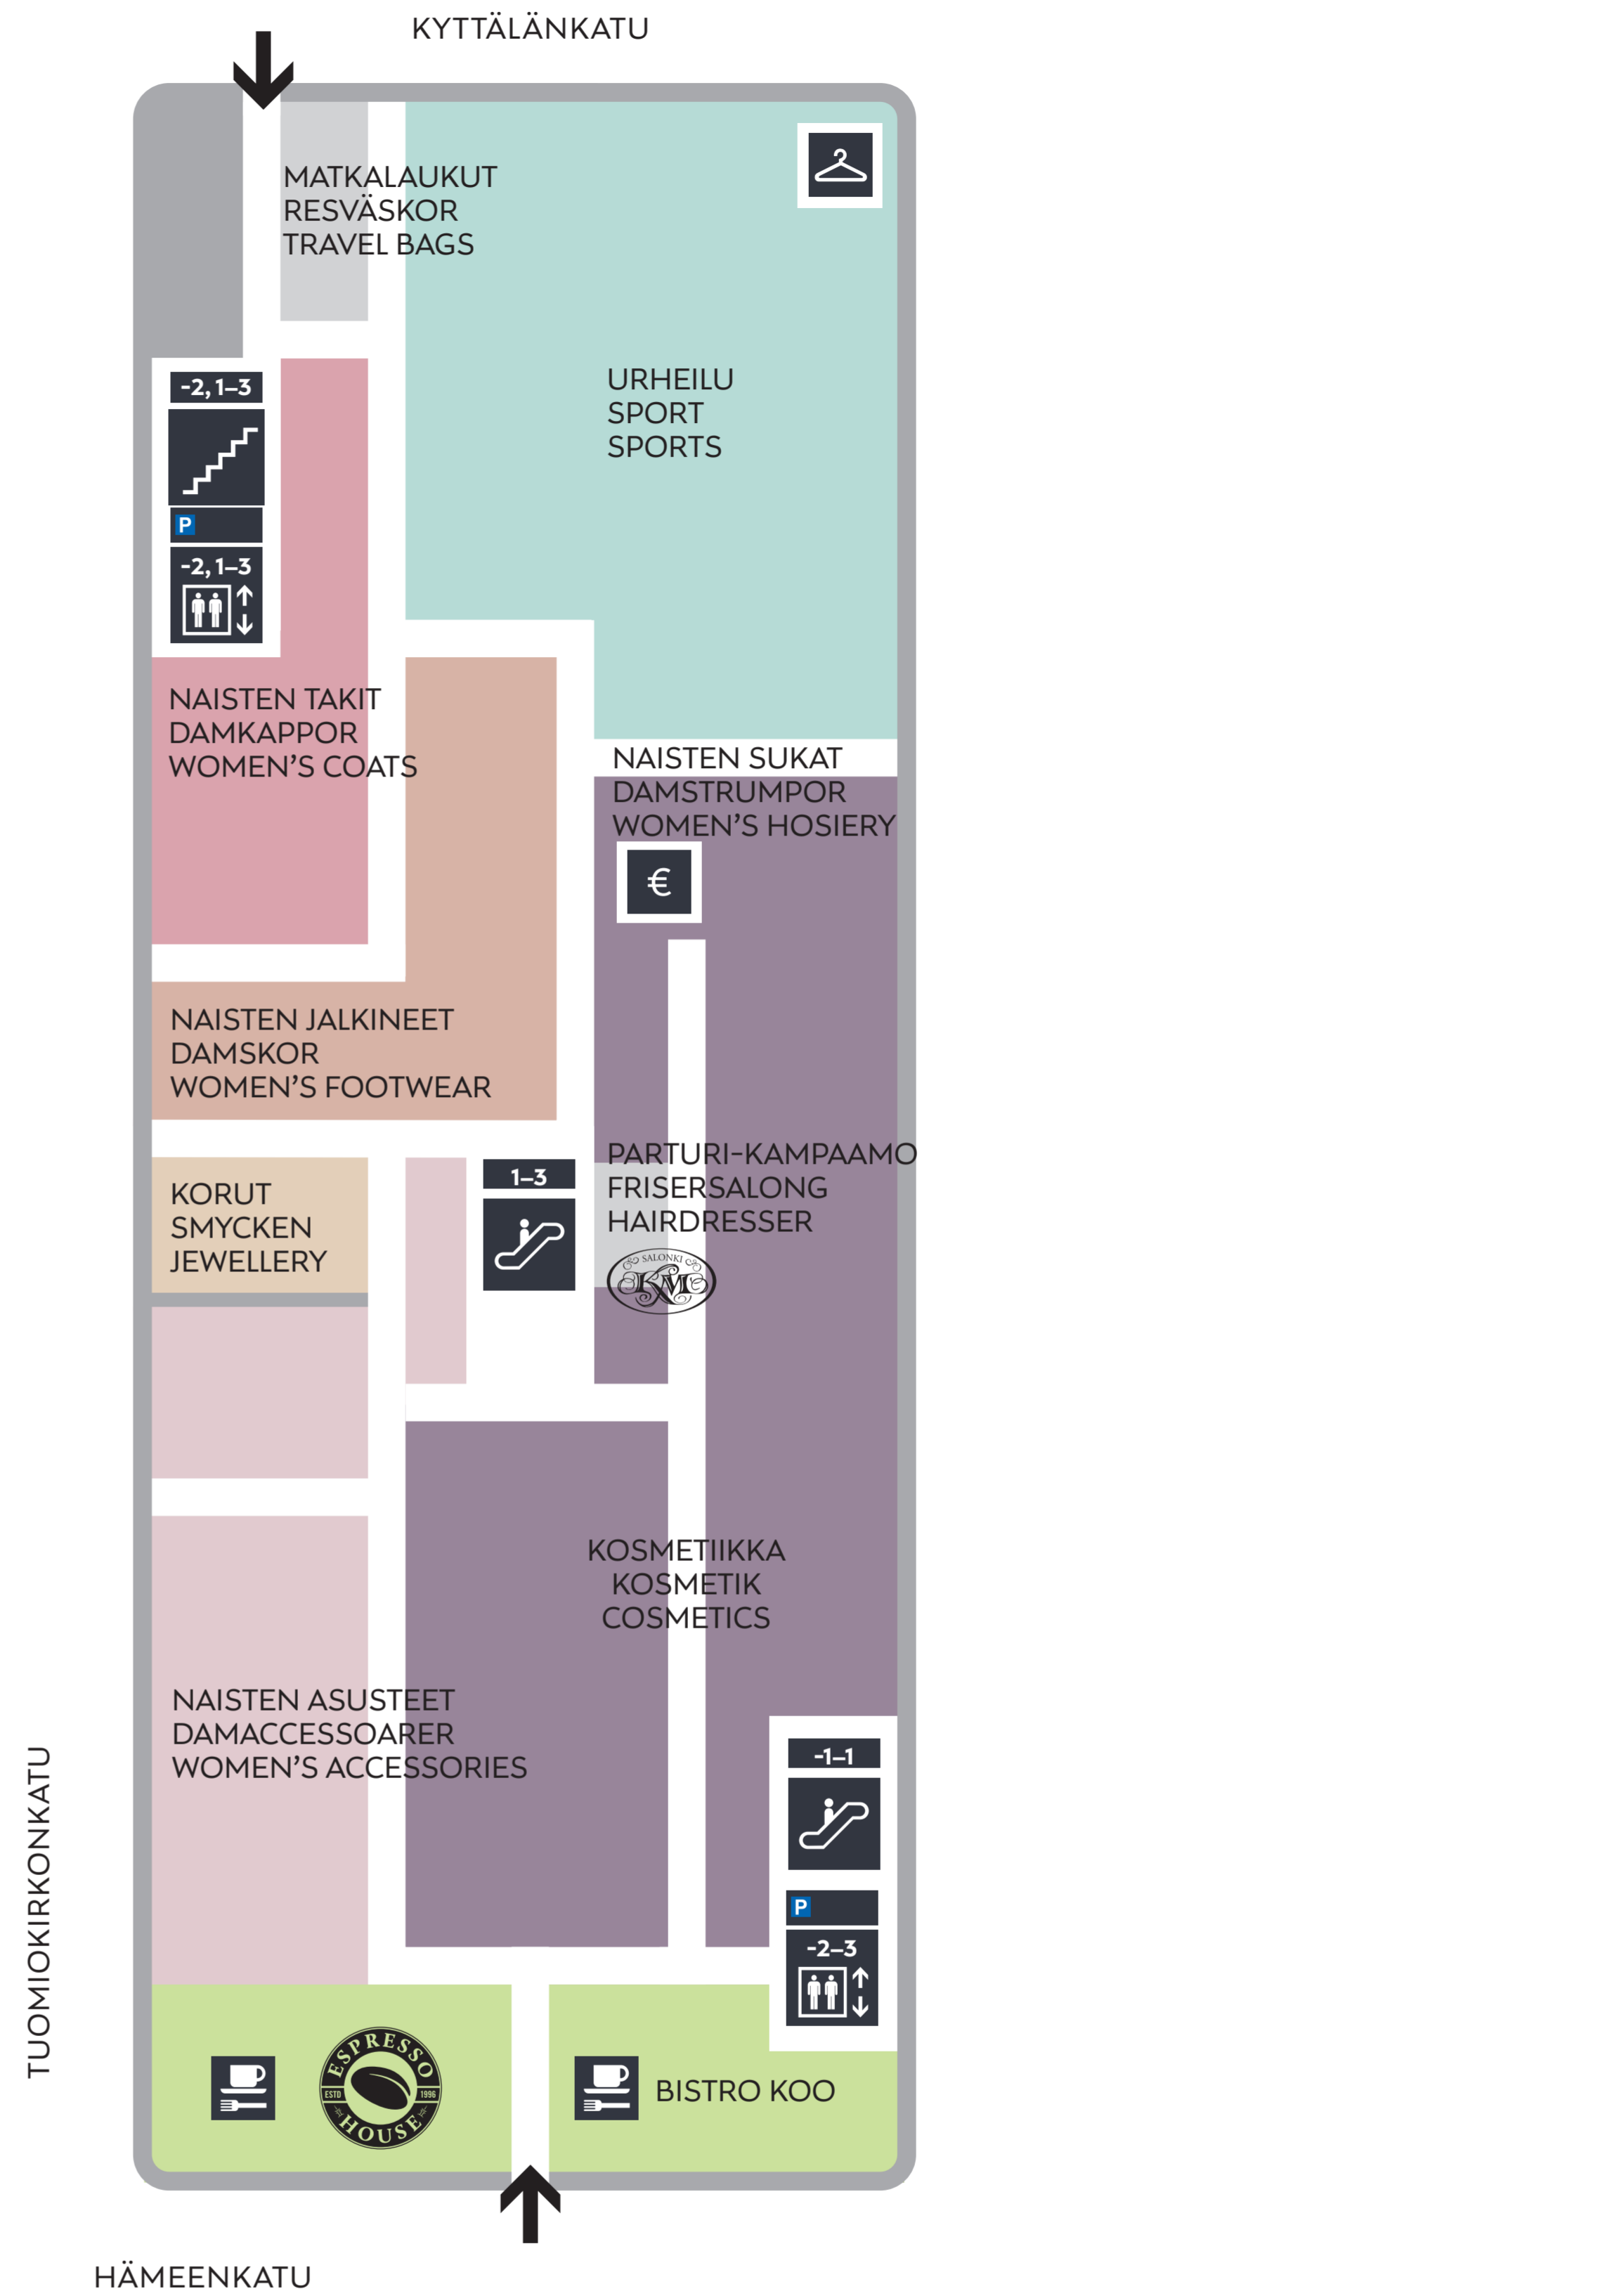 KYTTÄLÄNKATU
MATKALAUKUT
RESVÄSKOR
TRAVEL BAGS
URHEILU
SPORT
SPORTS
-2, 1–3
P
-2, 1–3
NAISTEN TAKIT
DAMKAPPOR
WOMEN’S COATS
NAISTEN SUKAT
DAMSTRUMPOR
WOMEN’S HOSIERY
€
NAISTEN JALKINEET
DAMSKOR
WOMEN’S FOOTWEAR
KORUT
SMYCKEN
JEWELLERY
1–3
PARTURI-KAMPAAMO
FRISERSALONG
HAIRDRESSER
SALONKI
KM
KOSMETIIKKA
KOSMETIK
COSMETICS
NAISTEN ASUSTEET
DAMACCESSOARER
WOMEN’S ACCESSORIES
-1–1
P
-2–3
ESPRESSO
ESTD 1996
HOUSE
BISTRO KOO
TUOMIOKIRKONKATU
HÄMEENKATU